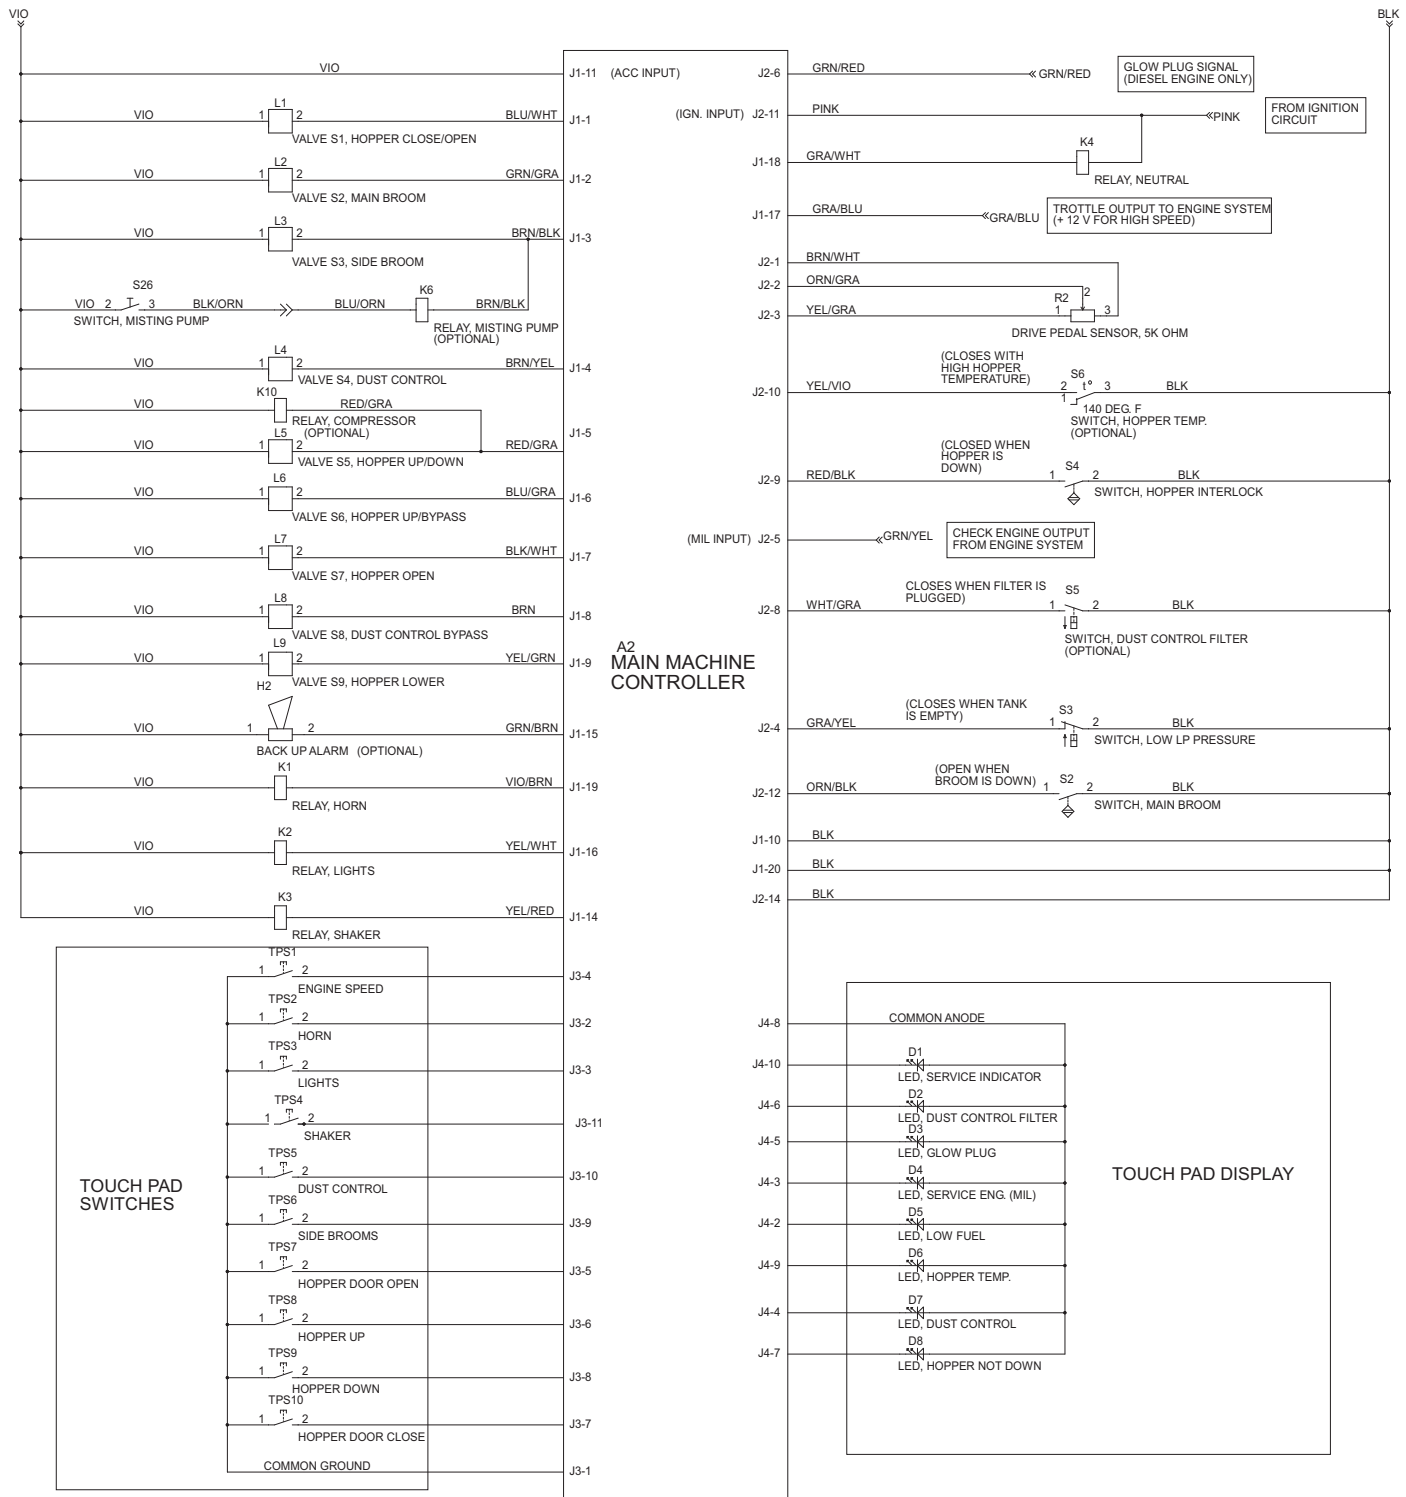 VIO
BLK
VIO
J1-11 (ACC INPUT)
L1
VIO 1 2 BLU/WHT J1-1
VALVE S1, HOPPER CLOSE/OPEN
L2
VIO 1 2 GRN/GRA J1-2
VALVE S2, MAIN BROOM
L3
VIO 1 2 BRN/BLK J1-3
VALVE S3, SIDE BROOM
S26
VIO 2 3 BLK/ORN BLU/ORN K6 BRN/BLK
SWITCH, MISTING PUMP
RELAY, MISTING PUMP
(OPTIONAL)
L4
VIO 1 2 BRN/YEL J1-4
VALVE S4, DUST CONTROL
K10
VIO RED/GRA
RELAY, COMPRESSOR
(OPTIONAL)
J1-5
L5
VIO 1 2 RED/GRA
VALVE S5, HOPPER UP/DOWN
L6
VIO 1 2 BLU/GRA J1-6
VALVE S6, HOPPER UP/BYPASS
L7
VIO 1 2 BLK/WHT J1-7
VALVE S7, HOPPER OPEN
L8
VIO 1 2 BRN J1-8
VALVE S8, DUST CONTROL BYPASS
L9
VIO 1 2 YEL/GRN J1-9
VALVE S9, HOPPER LOWER
H2
VIO 1 2 GRN/BRN J1-15
BACK UP ALARM (OPTIONAL)
K1
VIO VIO/BRN J1-19
RELAY, HORN
K2
VIO YEL/WHT J1-16
RELAY, LIGHTS
K3
VIO YEL/RED J1-14
RELAY, SHAKER
A2
MAIN MACHINE
CONTROLLER
J2-6 GRN/RED GRN/RED
GLOW PLUG SIGNAL
(DIESEL ENGINE ONLY)
(IGN. INPUT) J2-11 PINK PINK
FROM IGNITION
CIRCUIT
K4
J1-18 GRA/WHT
RELAY, NEUTRAL
J1-17 GRA/BLU GRA/BLU
TROTTLE OUTPUT TO ENGINE SYSTEM
(+ 12 V FOR HIGH SPEED)
J2-1 BRN/WHT
J2-2 ORN/GRA
2
R2
J2-3 YEL/GRA 1 3
DRIVE PEDAL SENSOR, 5K OHM
(CLOSES WITH
HIGH HOPPER
TEMPERATURE)
S6
J2-10 YEL/VIO 2 t° 3 BLK
1
140 DEG. F
SWITCH, HOPPER TEMP.
(OPTIONAL)
(CLOSED WHEN
HOPPER IS
DOWN)
S4
J2-9 RED/BLK 1 2 BLK
SWITCH, HOPPER INTERLOCK
(MIL INPUT) J2-5 GRN/YEL
CHECK ENGINE OUTPUT
FROM ENGINE SYSTEM
(CLOSES WHEN FILTER IS
PLUGGED)
S5
J2-8 WHT/GRA 1 2 BLK
SWITCH, DUST CONTROL FILTER
(OPTIONAL)
(CLOSES WHEN TANK
IS EMPTY)
S3
J2-4 GRA/YEL 1 2 BLK
SWITCH, LOW LP PRESSURE
(OPEN WHEN
BROOM IS DOWN)
S2
J2-12 ORN/BLK 1 2 BLK
SWITCH, MAIN BROOM
J1-10 BLK
J1-20 BLK
J2-14 BLK
TOUCH PAD
SWITCHES
TPS1
1 2 J3-4
ENGINE SPEED
TPS2
1 2 J3-2
HORN
TPS3
1 2 J3-3
LIGHTS
TPS4
1 2 J3-11
SHAKER
TPS5
1 2 J3-10
DUST CONTROL
TPS6
1 2 J3-9
SIDE BROOMS
TPS7
1 2 J3-5
HOPPER DOOR OPEN
TPS8
1 2 J3-6
HOPPER UP
TPS9
1 2 J3-8
HOPPER DOWN
TPS10
1 2 J3-7
HOPPER DOOR CLOSE
COMMON GROUND J3-1
J4-8 COMMON ANODE
D1
J4-10
LED, SERVICE INDICATOR
D2
J4-6
LED, DUST CONTROL FILTER
D3
J4-5
LED, GLOW PLUG
D4
J4-3
LED, SERVICE ENG. (MIL)
D5
J4-2
LED, LOW FUEL
D6
J4-9
LED, HOPPER TEMP.
D7
J4-4
LED, DUST CONTROL
D8
J4-7
LED, HOPPER NOT DOWN
TOUCH PAD DISPLAY